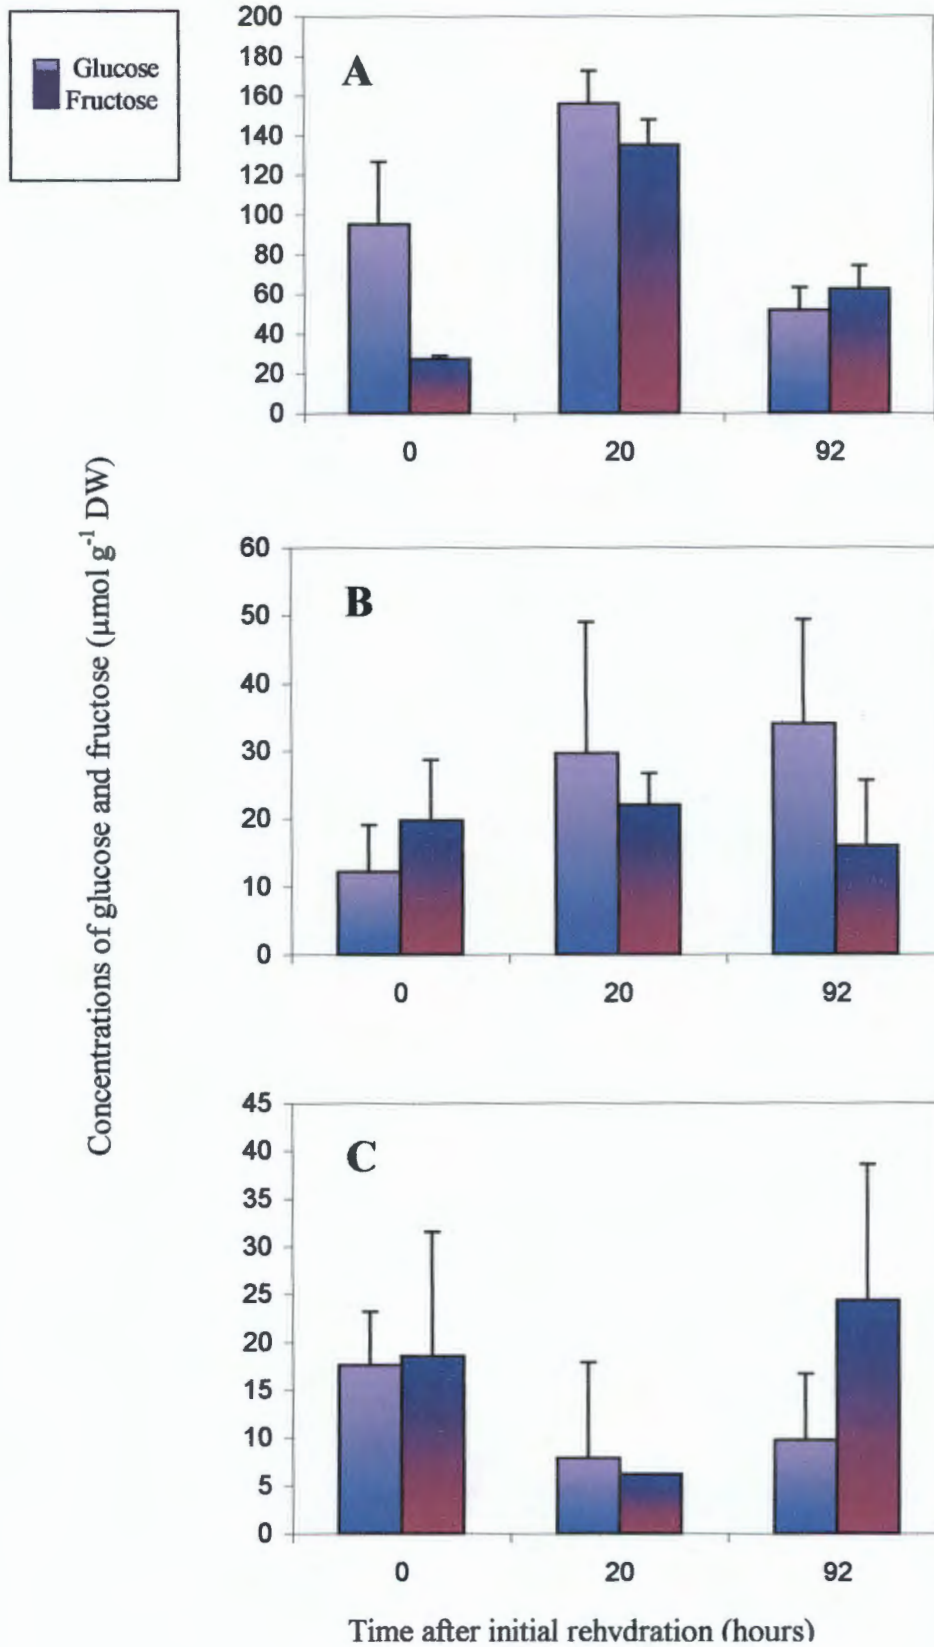 Glucose
Fructose
A
200
180
160
140
120
100
80
60
40
20
0
0 20 92
Concentrations of glucose and fructose (μmol g⁻¹ DW)
B
60
50
40
30
20
10
0
0 20 92
C
45
40
35
30
25
20
15
10
5
0
0 20 92
Time after initial rehydration (hours)